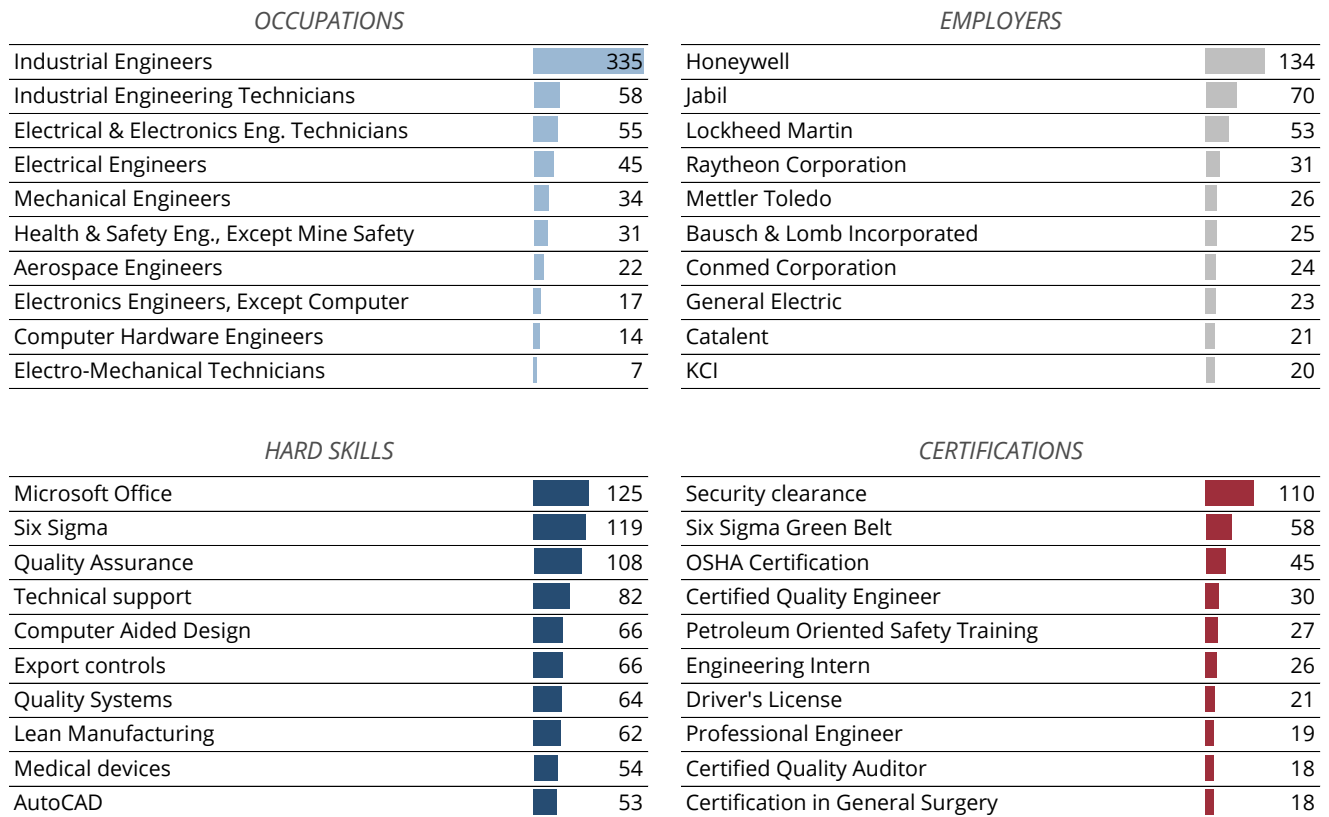 OCCUPATIONS
Industrial Engineers 335
Industrial Engineering Technicians 58
Electrical & Electronics Eng. Technicians 55
Electrical Engineers 45
Mechanical Engineers 34
Health & Safety Eng., Except Mine Safety 31
Aerospace Engineers 22
Electronics Engineers, Except Computer 17
Computer Hardware Engineers 14
Electro-Mechanical Technicians 7
EMPLOYERS
Honeywell 134
Jabil 70
Lockheed Martin 53
Raytheon Corporation 31
Mettler Toledo 26
Bausch & Lomb Incorporated 25
Conmed Corporation 24
General Electric 23
Catalent 21
KCI 20
HARD SKILLS
Microsoft Office 125
Six Sigma 119
Quality Assurance 108
Technical support 82
Computer Aided Design 66
Export controls 66
Quality Systems 64
Lean Manufacturing 62
Medical devices 54
AutoCAD 53
CERTIFICATIONS
Security clearance 110
Six Sigma Green Belt 58
OSHA Certification 45
Certified Quality Engineer 30
Petroleum Oriented Safety Training 27
Engineering Intern 26
Driver's License 21
Professional Engineer 19
Certified Quality Auditor 18
Certification in General Surgery 18